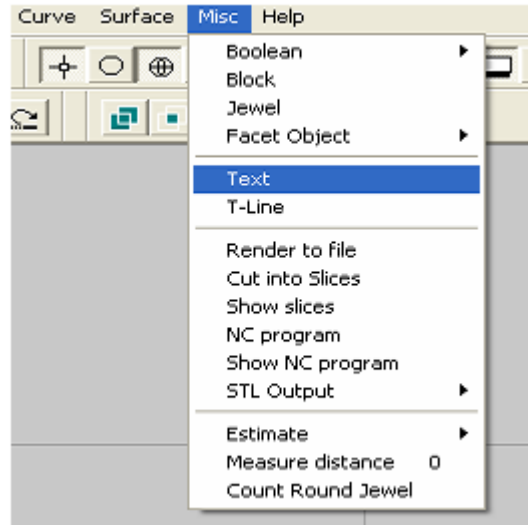 Curve Surface Misc Help
Boolean
Block
Jewel
Facet Object
Text
T-Line
Render to file
Cut into Slices
Show slices
NC program
Show NC program
STL Output
Estimate
Measure distance 0
Count Round Jewel